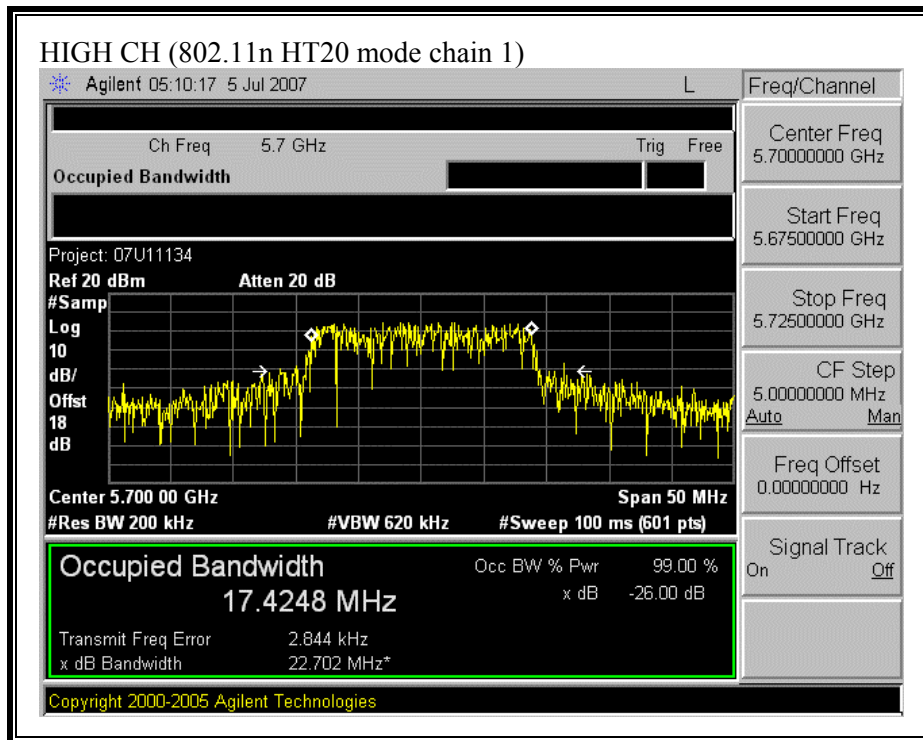 HIGH CH (802.11n HT20 mode chain 1)
Agilent 05:10:17 5 Jul 2007 L
Freq/Channel
Ch Freq 5.7 GHz Trig Free
Occupied Bandwidth
Center Freq
5.70000000 GHz
Start Freq
5.67500000 GHz
Stop Freq
5.72500000 GHz
CF Step
5.00000000 MHz
Auto Man
Freq Offset
0.00000000 Hz
Signal Track
On Off
Project: 07U11134
Ref 20 dBm Atten 20 dB
#Samp
Log
10
dB/
Offst
18
dB
Center 5.700 00 GHz Span 50 MHz
#Res BW 200 kHz #VBW 620 kHz #Sweep 100 ms (601 pts)
Occupied Bandwidth Occ BW % Pwr 99.00 %
17.4248 MHz x dB -26.00 dB
Transmit Freq Error 2.844 kHz
x dB Bandwidth 22.702 MHz*
Copyright 2000-2005 Agilent Technologies